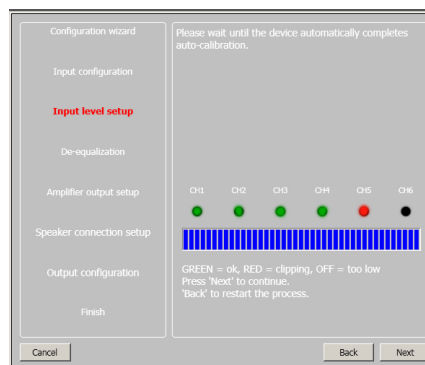 Configuration wizard
Input configuration
Input level setup
De-equalization
Amplifier output setup
Speaker connection setup
Output configuration
Finish
Please wait until the device automatically completes
auto-calibration.
CH1 CH2 CH3 CH4 CH5 CH6
GREEN = ok, RED = clipping, OFF = too low
Press 'Next' to continue.
'Back' to restart the process.
Cancel
Back
Next